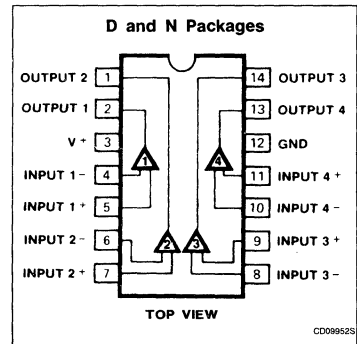 D and N Packages
OUTPUT 2 1
OUTPUT 1 2
V + 3
INPUT 1 - 4
INPUT 1 + 5
INPUT 2 - 6
INPUT 2 + 7
14 OUTPUT 3
13 OUTPUT 4
12 GND
11 INPUT 4 +
10 INPUT 4 -
9 INPUT 3 +
8 INPUT 3 -
1
4
2
3
TOP VIEW
CD09952S